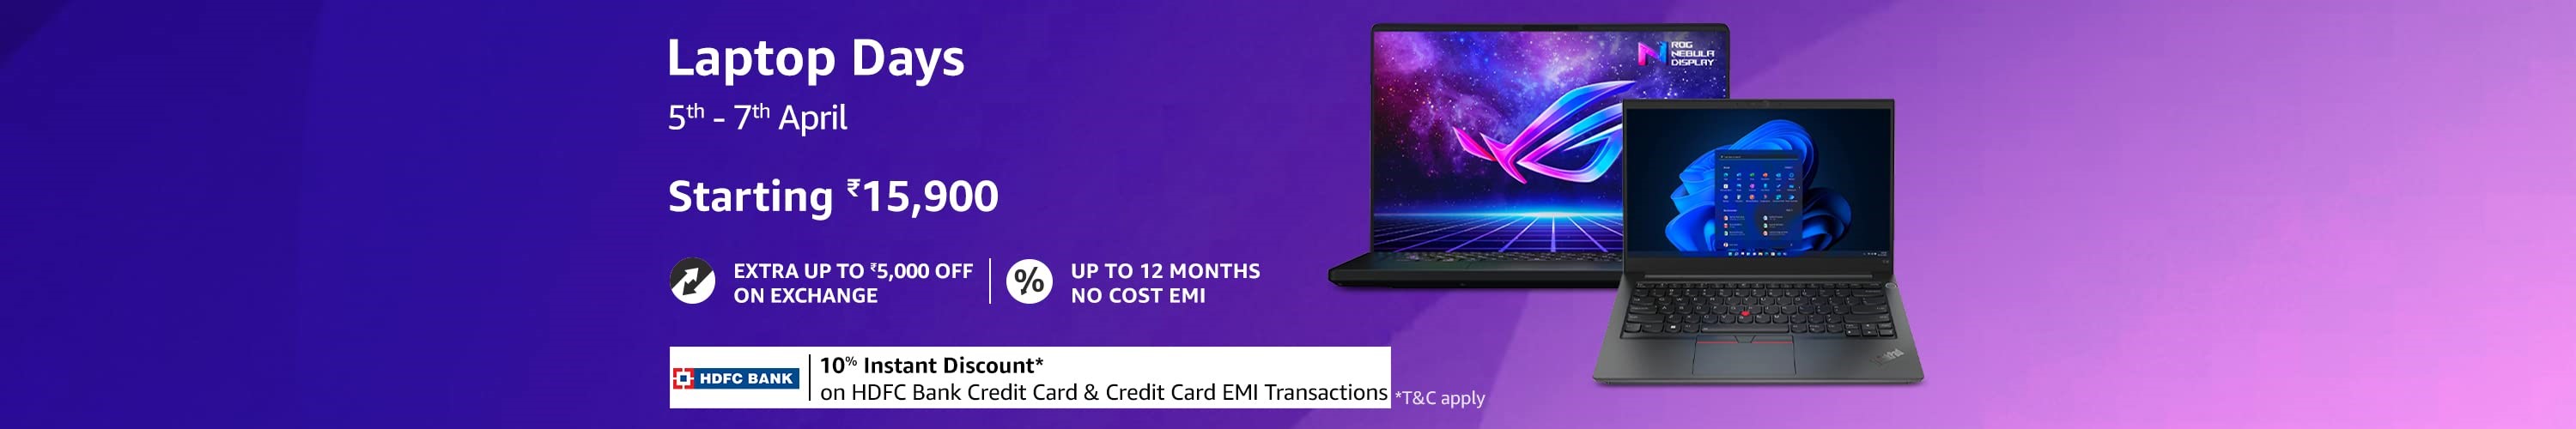 Laptop Days
5th - 7th April
Starting ₹15,900
EXTRA UP TO ₹5,000 OFF
ON EXCHANGE
UP TO 12 MONTHS
NO COST EMI
HDFC BANK
10% Instant Discount*
on HDFC Bank Credit Card & Credit Card EMI Transactions
*T&C apply
ROG
NEBULA
DISPLAY